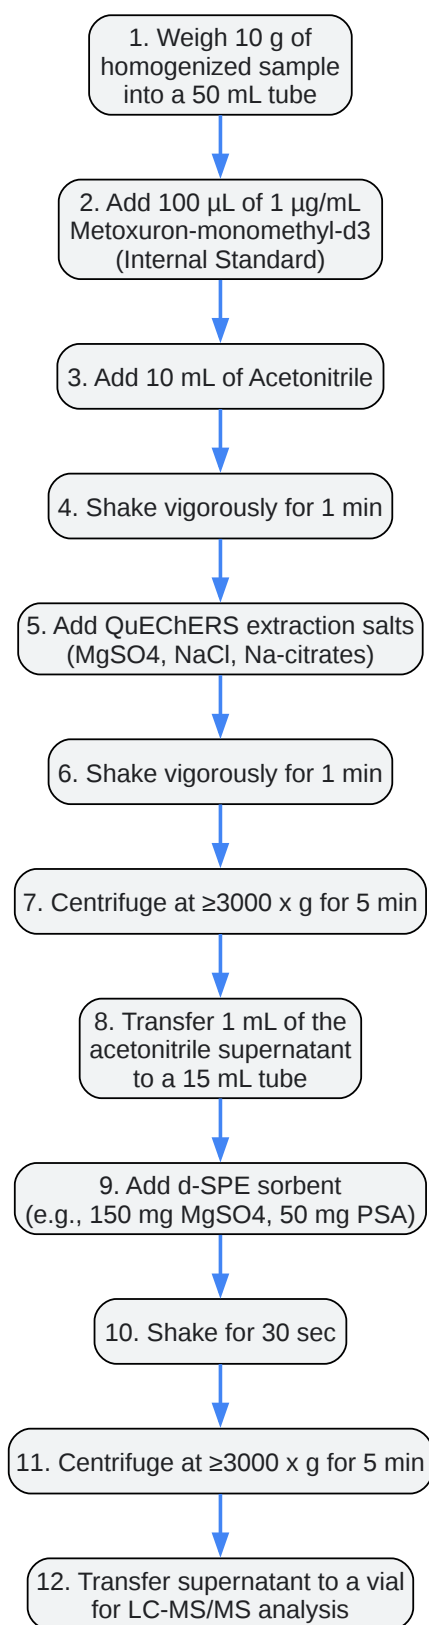 1. Weigh 10 g of
homogenized sample
into a 50 mL tube
2. Add 100 µL of 1 µg/mL
Metoxuron-monomethyl-d3
(Internal Standard)
3. Add 10 mL of Acetonitrile
4. Shake vigorously for 1 min
5. Add QuEChERS extraction salts
(MgSO4, NaCl, Na-citrates)
6. Shake vigorously for 1 min
7. Centrifuge at ≥3000 x g for 5 min
8. Transfer 1 mL of the
acetonitrile supernatant
to a 15 mL tube
9. Add d-SPE sorbent
(e.g., 150 mg MgSO4, 50 mg PSA)
10. Shake for 30 sec
11. Centrifuge at ≥3000 x g for 5 min
12. Transfer supernatant to a vial
for LC-MS/MS analysis